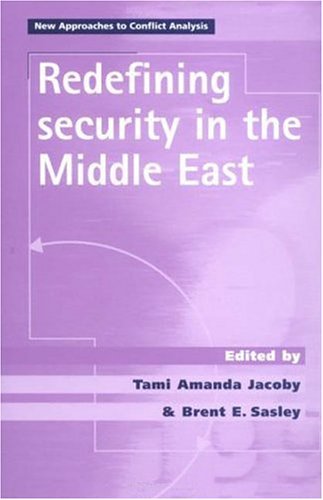 New Approaches to Conflict Analysis
Redefining
security in the
Middle East
Edited by
Tami Amanda Jacoby
& Brent E. Sasley